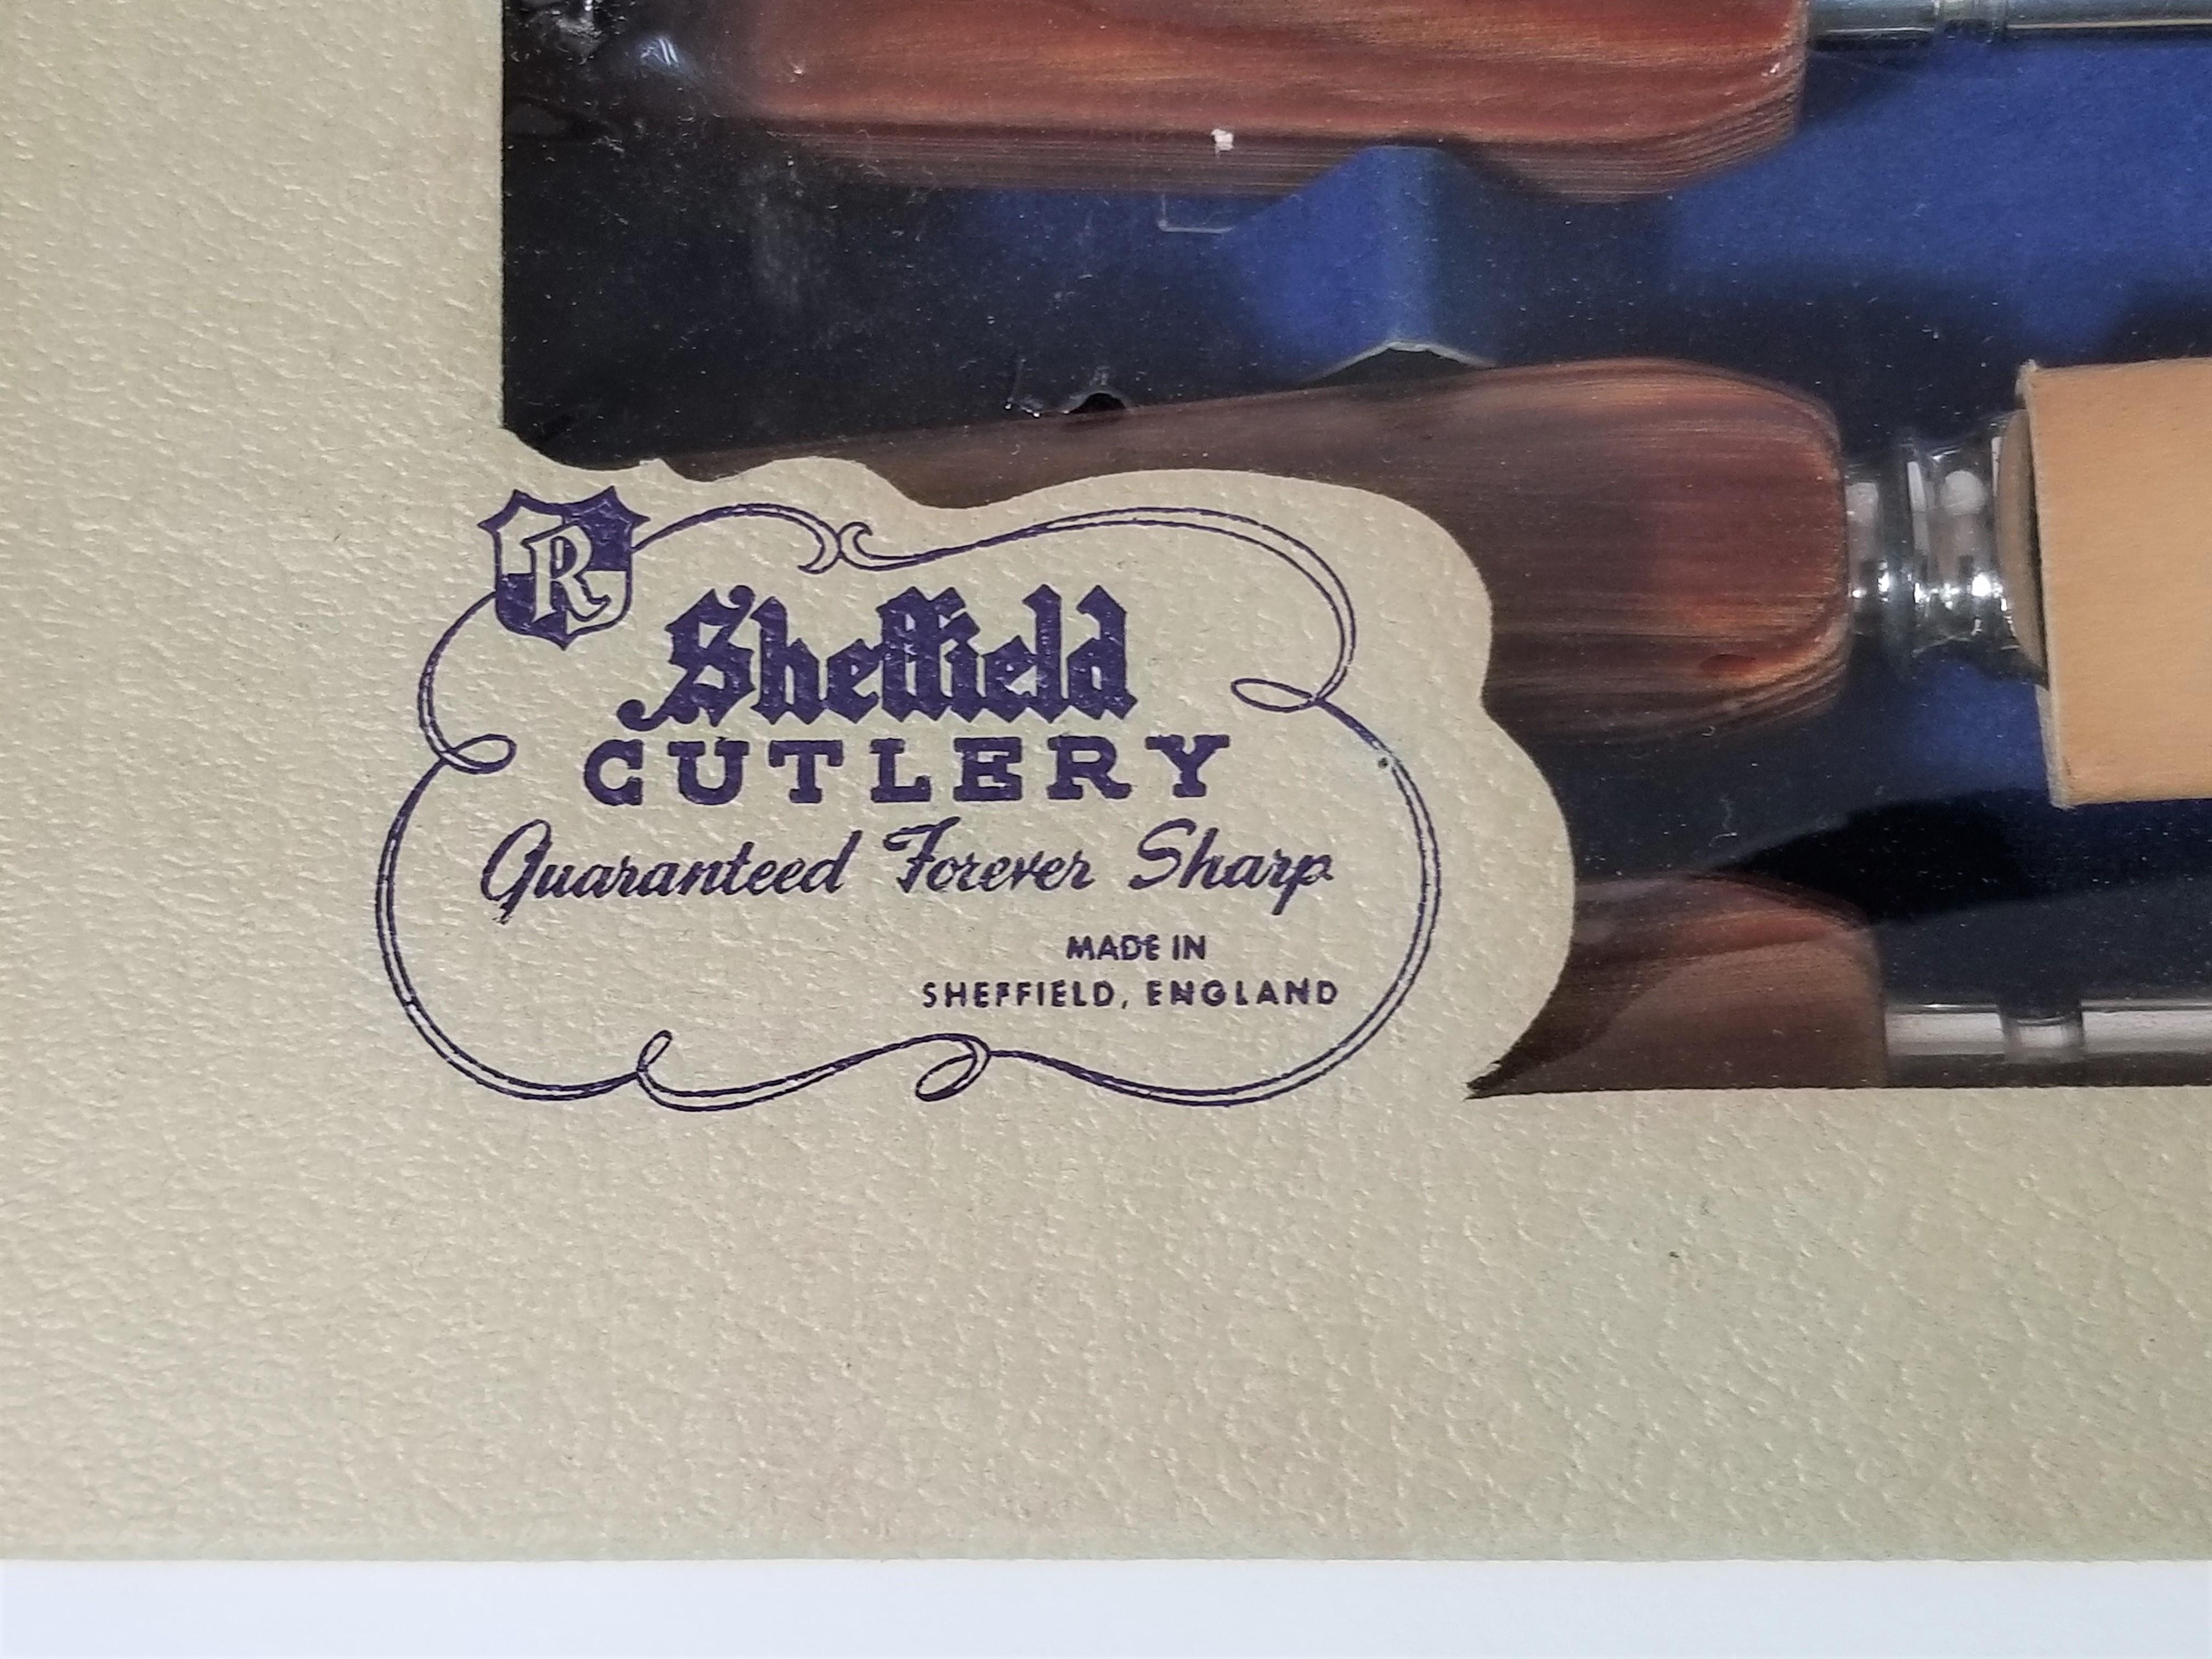 R
Sheffield
CUTLERY
Guaranteed Forever Sharp
MADE IN
SHEFFIELD, ENGLAND